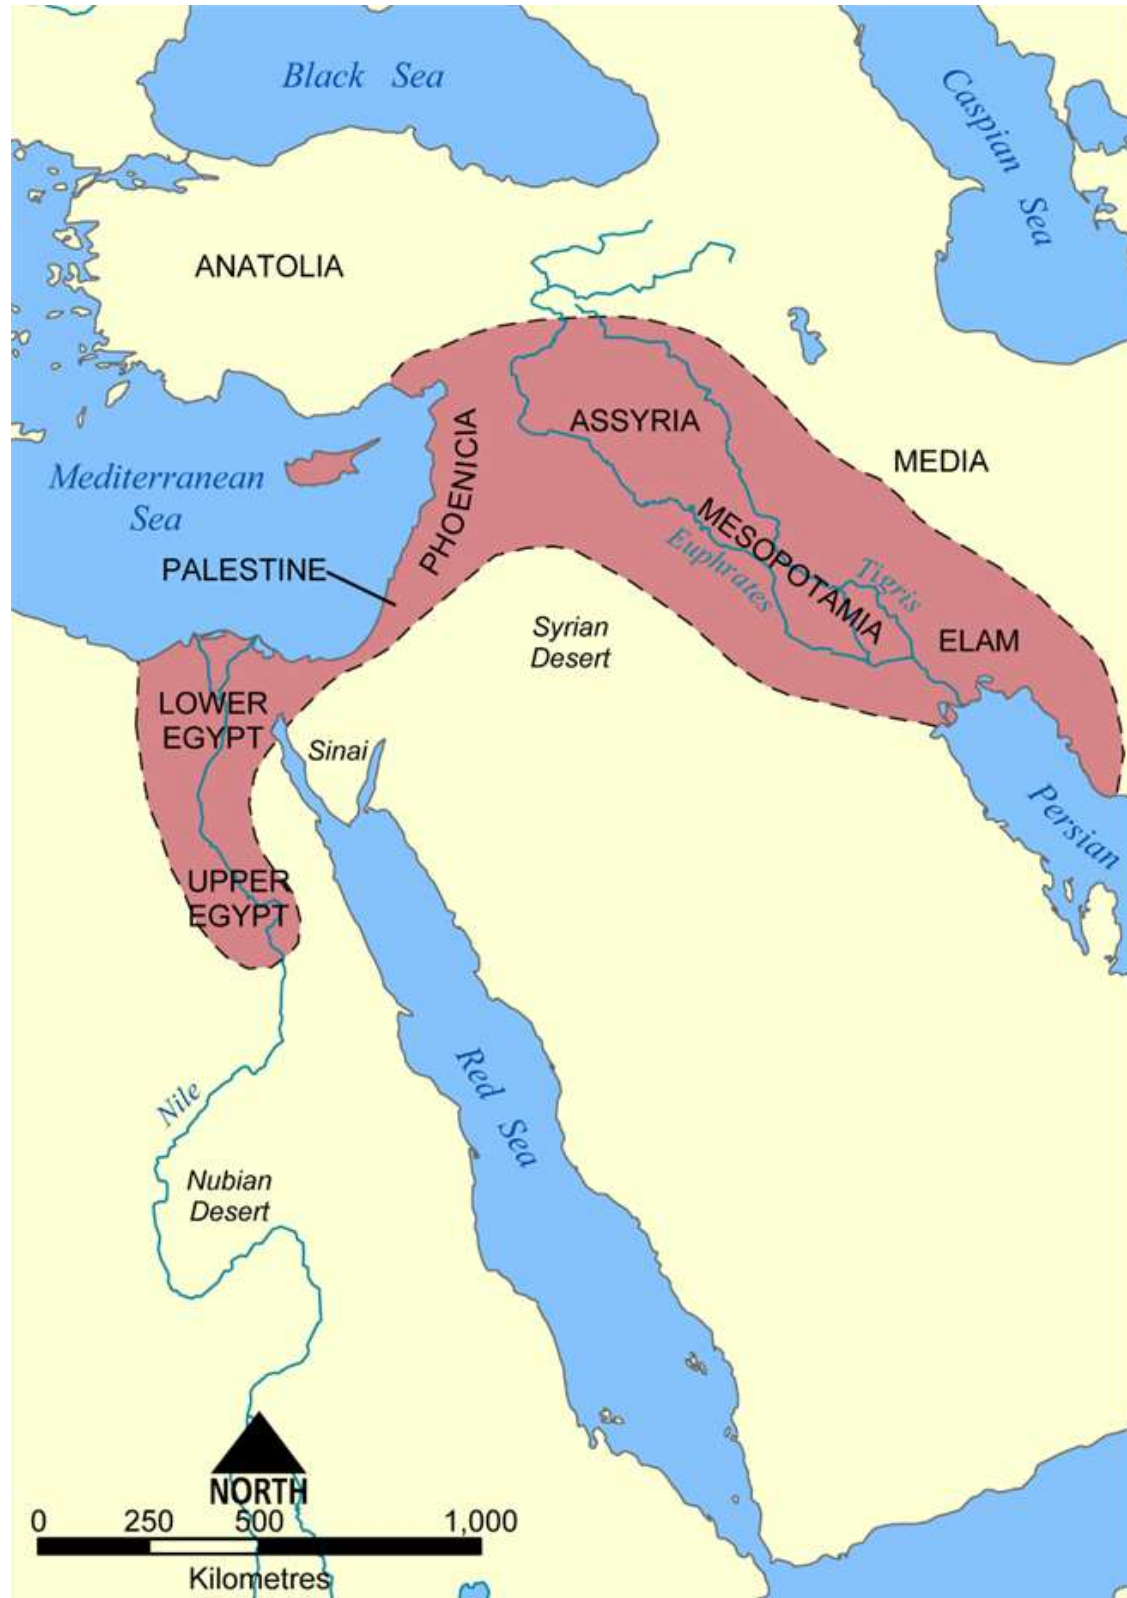 Black Sea
Caspian Sea
ANATOLIA
ASSYRIA
MEDIA
PHOENICIA
Mediterranean
Sea
MESOPOTAMIA
Euphrates
Tigris
PALESTINE
Syrian
Desert
ELAM
LOWER
EGYPT
Sinai
Persian
UPPER
EGYPT
Red Sea
Nile
Nubian
Desert
NORTH
0 250 500 1,000
Kilometres